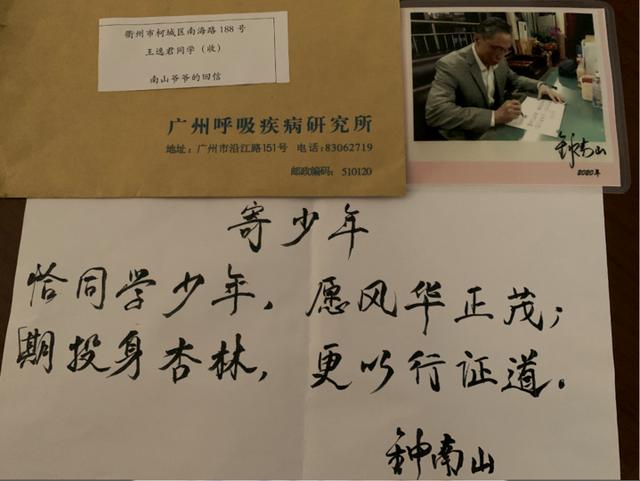 衢州市柯城区南海路188号
王逸君同学（收）
南山爷爷的回信
广州呼吸疾病研究所
地址：广州市沿江路151号 电话：83062719
邮政编码：510120
钟南山
2020年
寄少年
恰同学少年，愿风华正茂；
期投身杏林，更以行证道。
钟南山